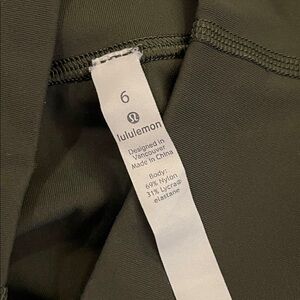 6
lululemon
Designed in
Vancouver
Made in China
Body:
69% Nylon
31% Lycra®
elastane